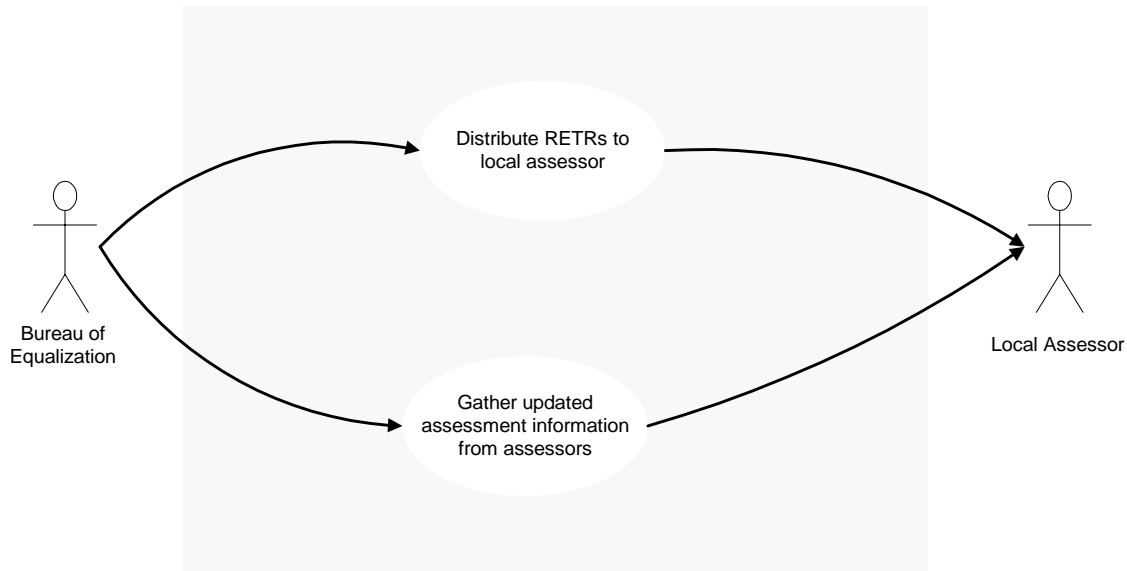 Distribute RETRs to
local assessor
Bureau of
Equalization
Local Assessor
Gather updated
assessment information
from assessors